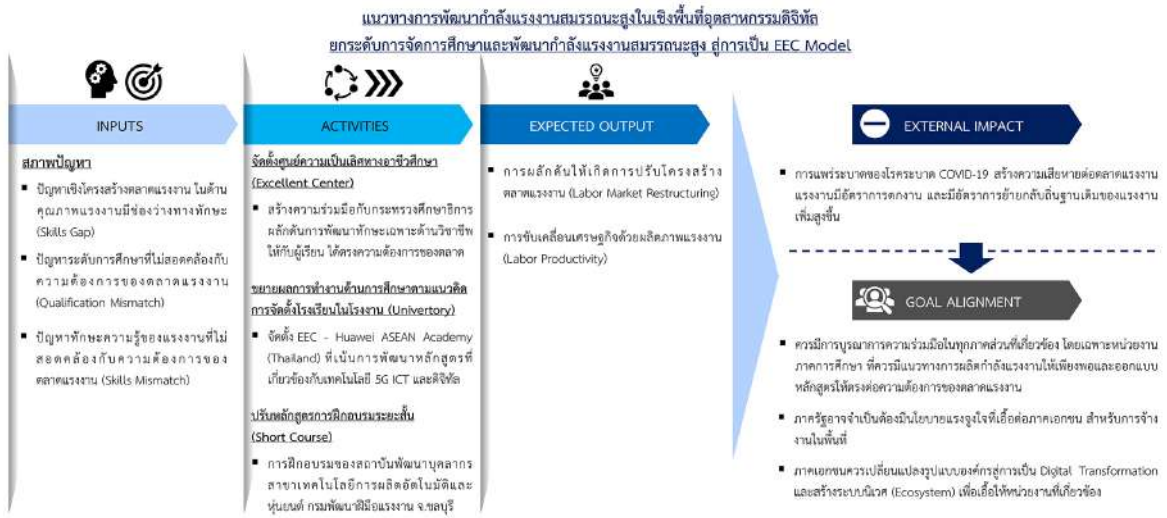 แนวทางการพัฒนากำลังแรงงานสมรรถนะสูงในเชิงพื้นที่อุตสาหกรรมดิจิทัล
ยกระดับการจัดการศึกษาและพัฒนากำลังแรงงานสมรรถนะสูง สู่การเป็น EEC Model
INPUTS
สภาพปัญหา
▪ ปัญหาเชิงโครงสร้างตลาดแรงงาน ในด้าน
คุณภาพแรงงานมีช่องว่างทางทักษะ
(Skills Gap)
▪ ปัญหาระดับการศึกษาที่ไม่สอดคล้องกับ
ความต้องการของตลาดแรงงาน
(Qualification Mismatch)
▪ ปัญหาทักษะความรู้ของแรงงานที่ไม่
สอดคล้องกับความต้องการของ
ตลาดแรงงาน (Skills Mismatch)
ACTIVITIES
จัดตั้งศูนย์ความเป็นเลิศทางอาชีวศึกษา
(Excellent Center)
▪ สร้างความร่วมมือกับกระทรวงศึกษาธิการ
ผลักดันการพัฒนาทักษะเฉพาะด้านวิชาชีพ
ให้กับผู้เรียน ได้ตรงความต้องการของตลาด
ขยายผลการทำงานด้านการศึกษาตามแนวคิด
การจัดตั้งโรงเรียนในโรงงาน (Univertory)
▪ จัดตั้ง EEC - Huawei ASEAN Academy
(Thailand) ที่เน้นการพัฒนาหลักสูตรที่
เกี่ยวข้องกับเทคโนโลยี 5G ICT และดิจิทัล
ปรับหลักสูตรการฝึกอบรมระยะสั้น
(Short Course)
▪ การฝึกอบรมของสถาบันพัฒนาบุคลากร
สาขาเทคโนโลยีการผลิตอัตโนมัติและ
หุ่นยนต์ กรมพัฒนาฝีมือแรงงาน จ.ชลบุรี
EXPECTED OUTPUT
▪ การผลักดันให้เกิดการปรับโครงสร้าง
ตลาดแรงงาน (Labor Market Restructuring)
▪ การขับเคลื่อนเศรษฐกิจด้วยผลิตภาพแรงงาน
(Labor Productivity)
EXTERNAL IMPACT
▪ การแพร่ระบาดของโรคระบาด COVID-19 สร้างความเสียหายต่อตลาดแรงงาน
แรงงานมีอัตราการตกงาน และมีอัตราการย้ายกลับถิ่นฐานเดิมของแรงงาน
เพิ่มสูงขึ้น
GOAL ALIGNMENT
▪ ควรมีการบูรณาการความร่วมมือในทุกภาคส่วนที่เกี่ยวข้อง โดยเฉพาะหน่วยงาน
ภาคการศึกษา ที่ควรมีแนวทางการผลิตกำลังแรงงานให้เพียงพอและออกแบบ
หลักสูตรให้ตรงต่อความต้องการของตลาดแรงงาน
▪ ภาครัฐอาจจำเป็นต้องมีนโยบายแรงจูงใจที่เอื้อต่อภาคเอกชน สำหรับการจ้าง
งานในพื้นที่
▪ ภาคเอกชนควรเปลี่ยนแปลงรูปแบบองค์กรสู่การเป็น Digital Transformation
และสร้างระบบนิเวศ (Ecosystem) เพื่อเอื้อให้หน่วยงานที่เกี่ยวข้อง